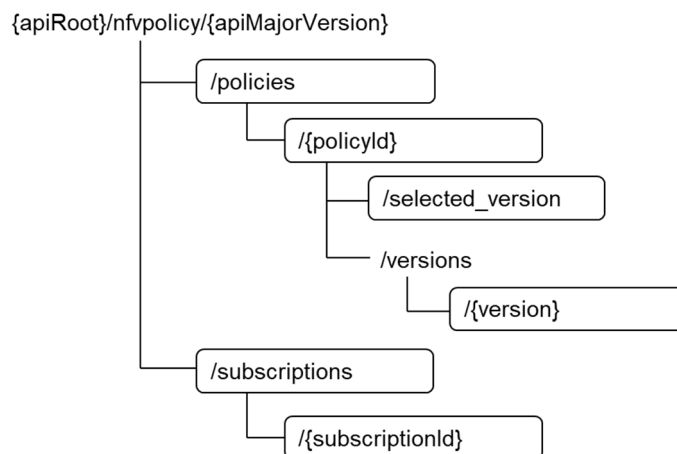 {apiRoot}/nfvpolicy/{apiMajorVersion}
/policies
/{policyId}
/selected_version
/versions
/{version}
/subscriptions
/{subscriptionId}